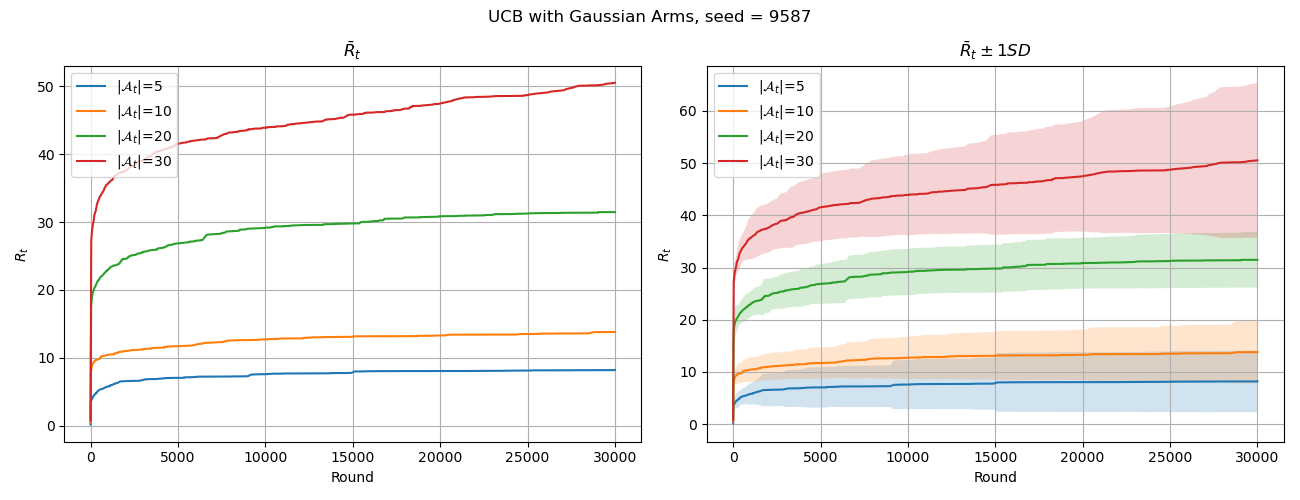 UCB with Gaussian Arms, seed = 9587
R̄ₜ
|𝒜ₜ|=5
|𝒜ₜ|=10
|𝒜ₜ|=20
|𝒜ₜ|=30
50
40
30
20
10
0
Rₜ
0 5000 10000 15000 20000 25000 30000
Round
R̄ₜ ± 1SD
|𝒜ₜ|=5
|𝒜ₜ|=10
|𝒜ₜ|=20
|𝒜ₜ|=30
60
50
40
30
20
10
0
Rₜ
0 5000 10000 15000 20000 25000 30000
Round